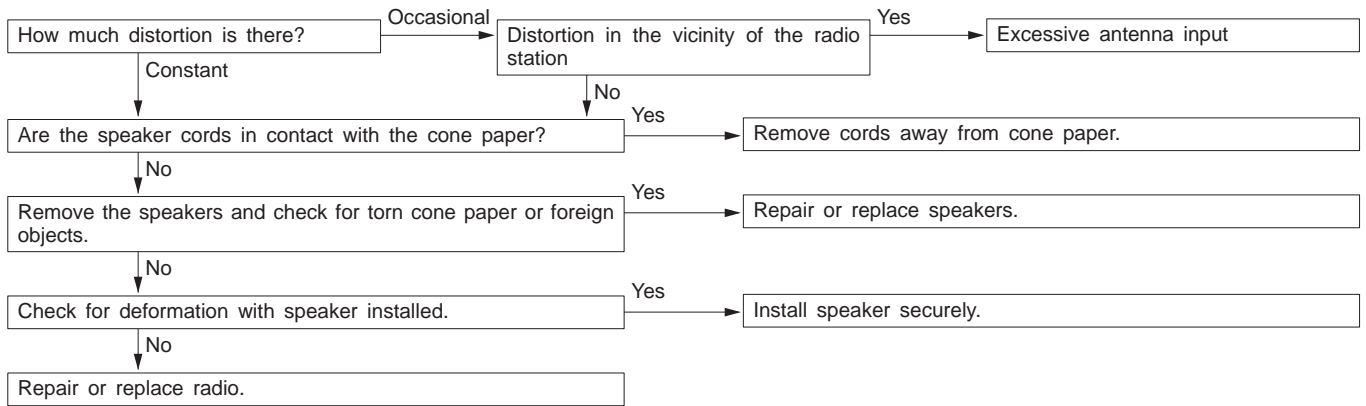 How much distortion is there?
Occasional
Distortion in the vicinity of the radio
station
Yes
Excessive antenna input
Constant
No
Are the speaker cords in contact with the cone paper?
Yes
Remove cords away from cone paper.
No
Remove the speakers and check for torn cone paper or foreign
objects.
Yes
Repair or replace speakers.
No
Check for deformation with speaker installed.
Yes
Install speaker securely.
No
Repair or replace radio.